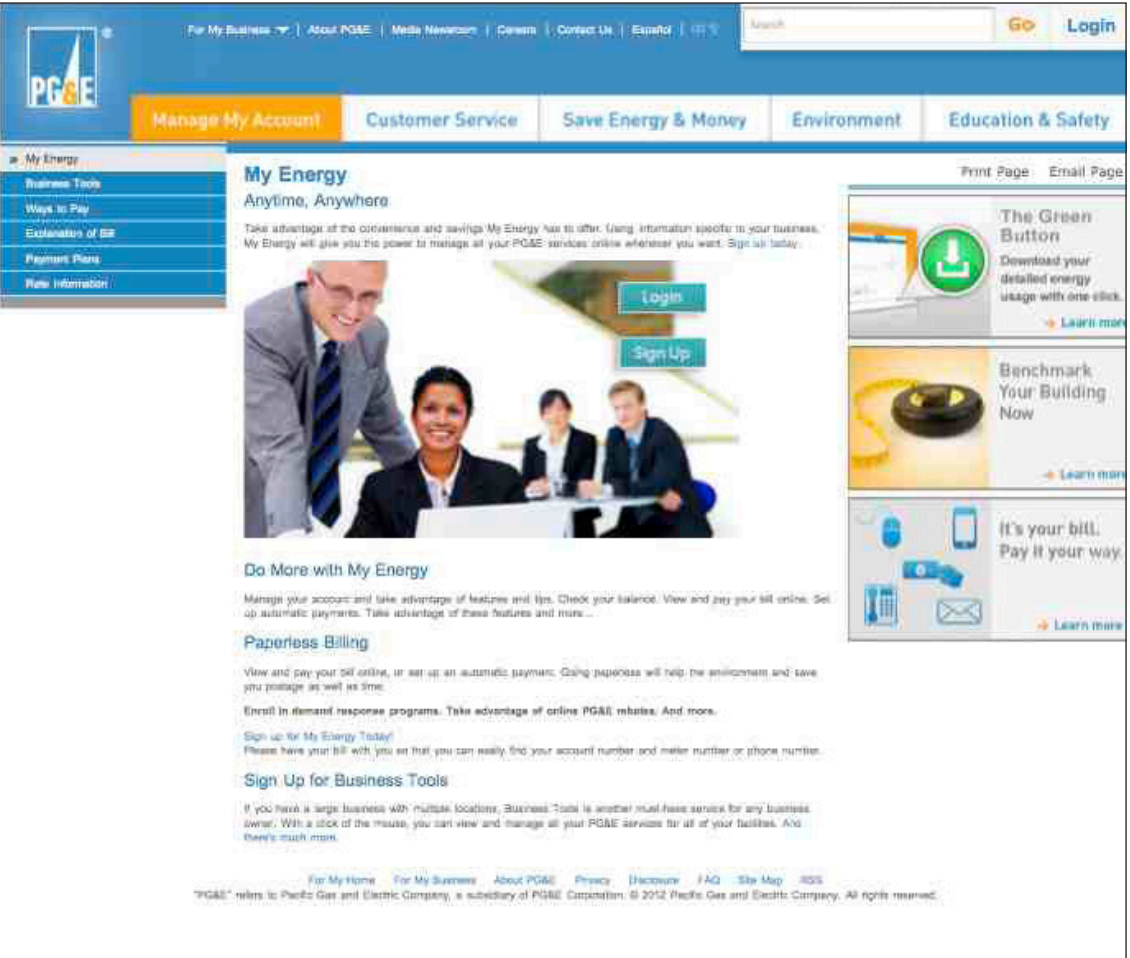 For My Business | About PG&E | Media Newsroom | Careers | Contact Us | Español |
Search
Go
Login
PG&E
®
Manage My Account
Customer Service
Save Energy & Money
Environment
Education & Safety
» My Energy
Business Tools
Ways to Pay
Explanation of Bill
Payment Plans
Rate Information
My Energy
Anytime, Anywhere
Take advantage of the convenience and savings My Energy has to offer. Using information specific to your business,
My Energy will give you the power to manage all your PG&E services online whenever you want. Sign up today.
Login
Sign Up
Do More with My Energy
Manage your account and take advantage of features and tips. Check your balance. View and pay your bill online. Set
up automatic payments. Take advantage of these features and more...
Paperless Billing
View and pay your bill online, or set up an automatic payment. Going paperless will help the environment and save
you postage as well as time.
Enroll in demand response programs. Take advantage of online PG&E rebates. And more.
Sign up for My Energy Today!
Please have your bill with you so that you can easily find your account number and meter number or phone number.
Sign Up for Business Tools
If you have a large business with multiple locations, Business Tools is another must-have service for any business
owner. With a click of the mouse, you can view and manage all your PG&E services for all of your facilities. And
there's much more.
Print Page Email Page
The Green
Button
Download your
detailed energy
usage with one click.
Learn more
Benchmark
Your Building
Now
Learn more
It's your bill.
Pay it your way.
Learn more
For My Home For My Business About PG&E Privacy Disclosure FAQ Site Map RSS
"PG&E" refers to Pacific Gas and Electric Company, a subsidiary of PG&E Corporation. © 2012 Pacific Gas and Electric Company. All rights reserved.